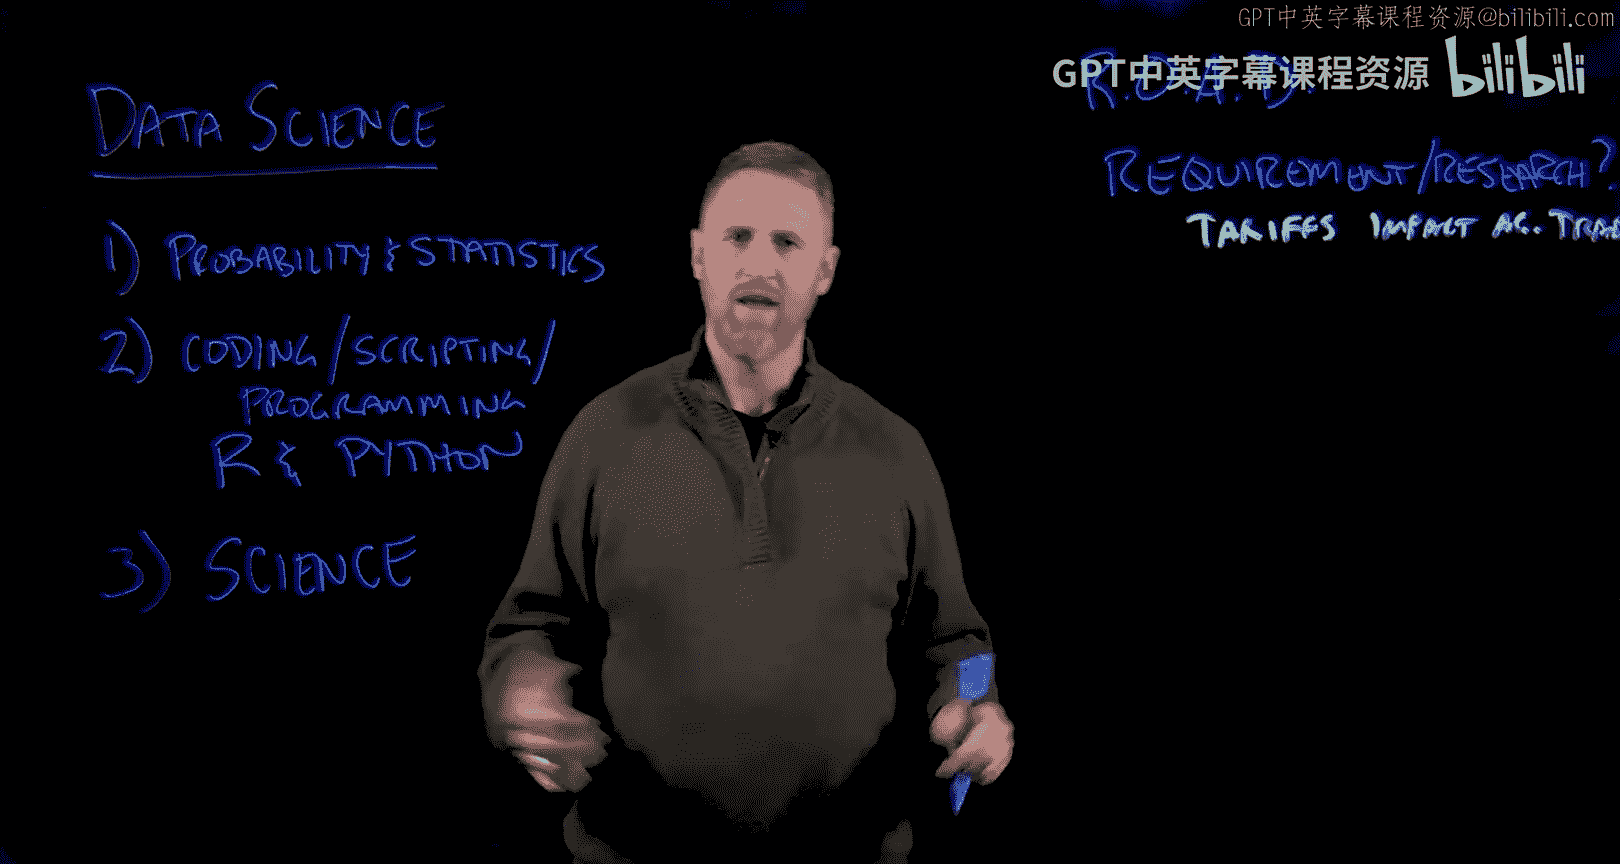 GPT中英字幕课程资源@bilibili.com
GPT中英字幕课程资源 bilibili
DATA SCIENCE
1) PROBABILITY & STATISTICS
2) CODING/SCRIPTING/
PROGRAMMING
R & PYTHON
3) SCIENCE
R.O.A.D.
REQUIREMENT/RESEARCH?
TARIFFS IMPACT AG.